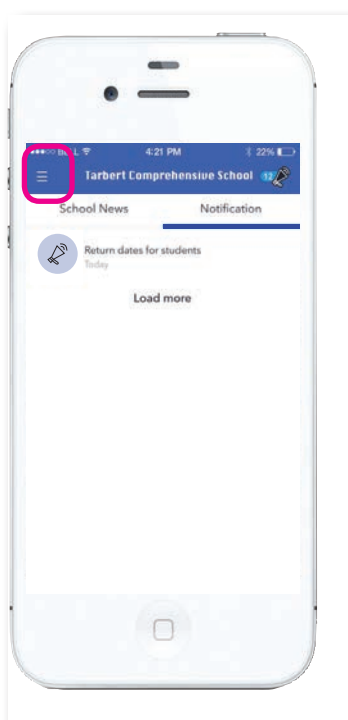 4:21 PM 22%
Tarbert Comprehensive School 12
School News Notification
Return dates for students
Today
Load more